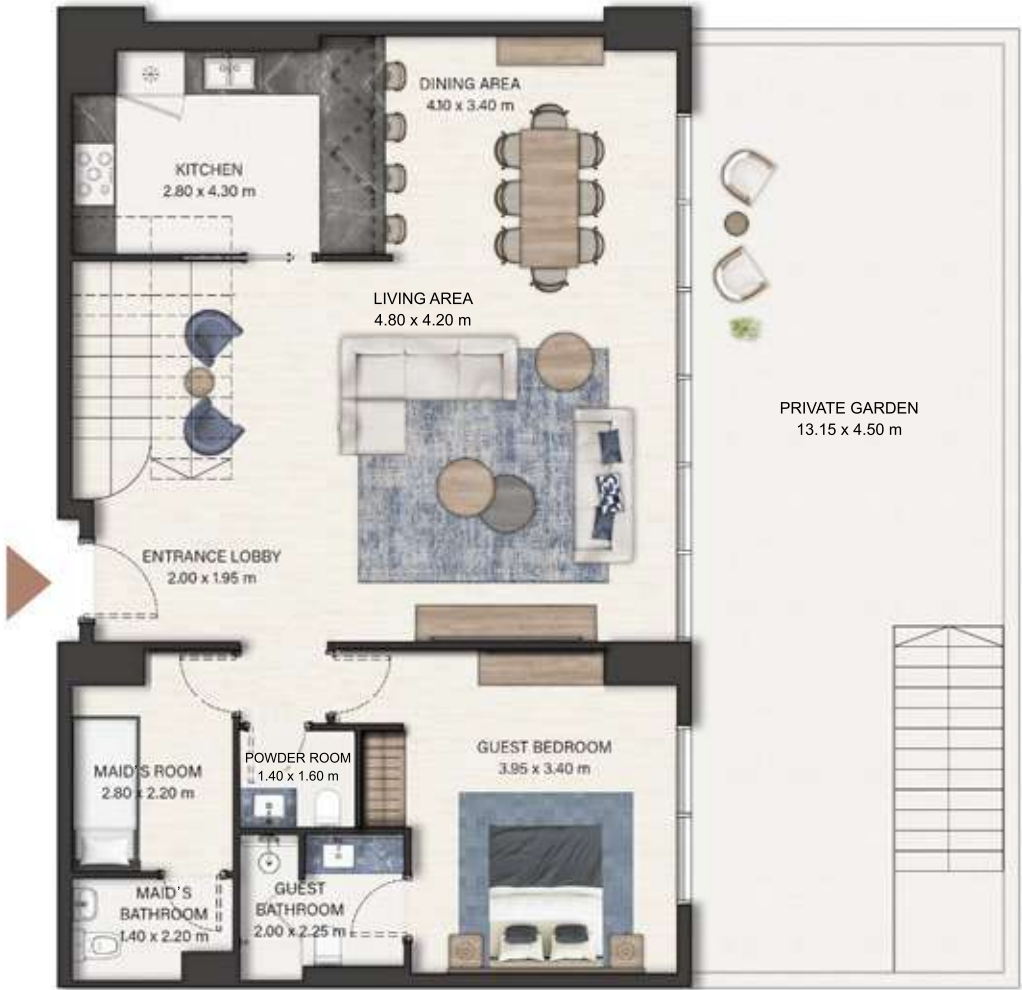 DINING AREA
4.10 x 3.40 m
KITCHEN
2.80 x 4.30 m
LIVING AREA
4.80 x 4.20 m
PRIVATE GARDEN
13.15 x 4.50 m
ENTRANCE LOBBY
2.00 x 1.95 m
POWDER ROOM
1.40 x 1.60 m
GUEST BEDROOM
3.95 x 3.40 m
MAID'S ROOM
2.80 x 2.20 m
MAID'S
BATHROOM
1.40 x 2.20 m
GUEST
BATHROOM
2.00 x 2.25 m